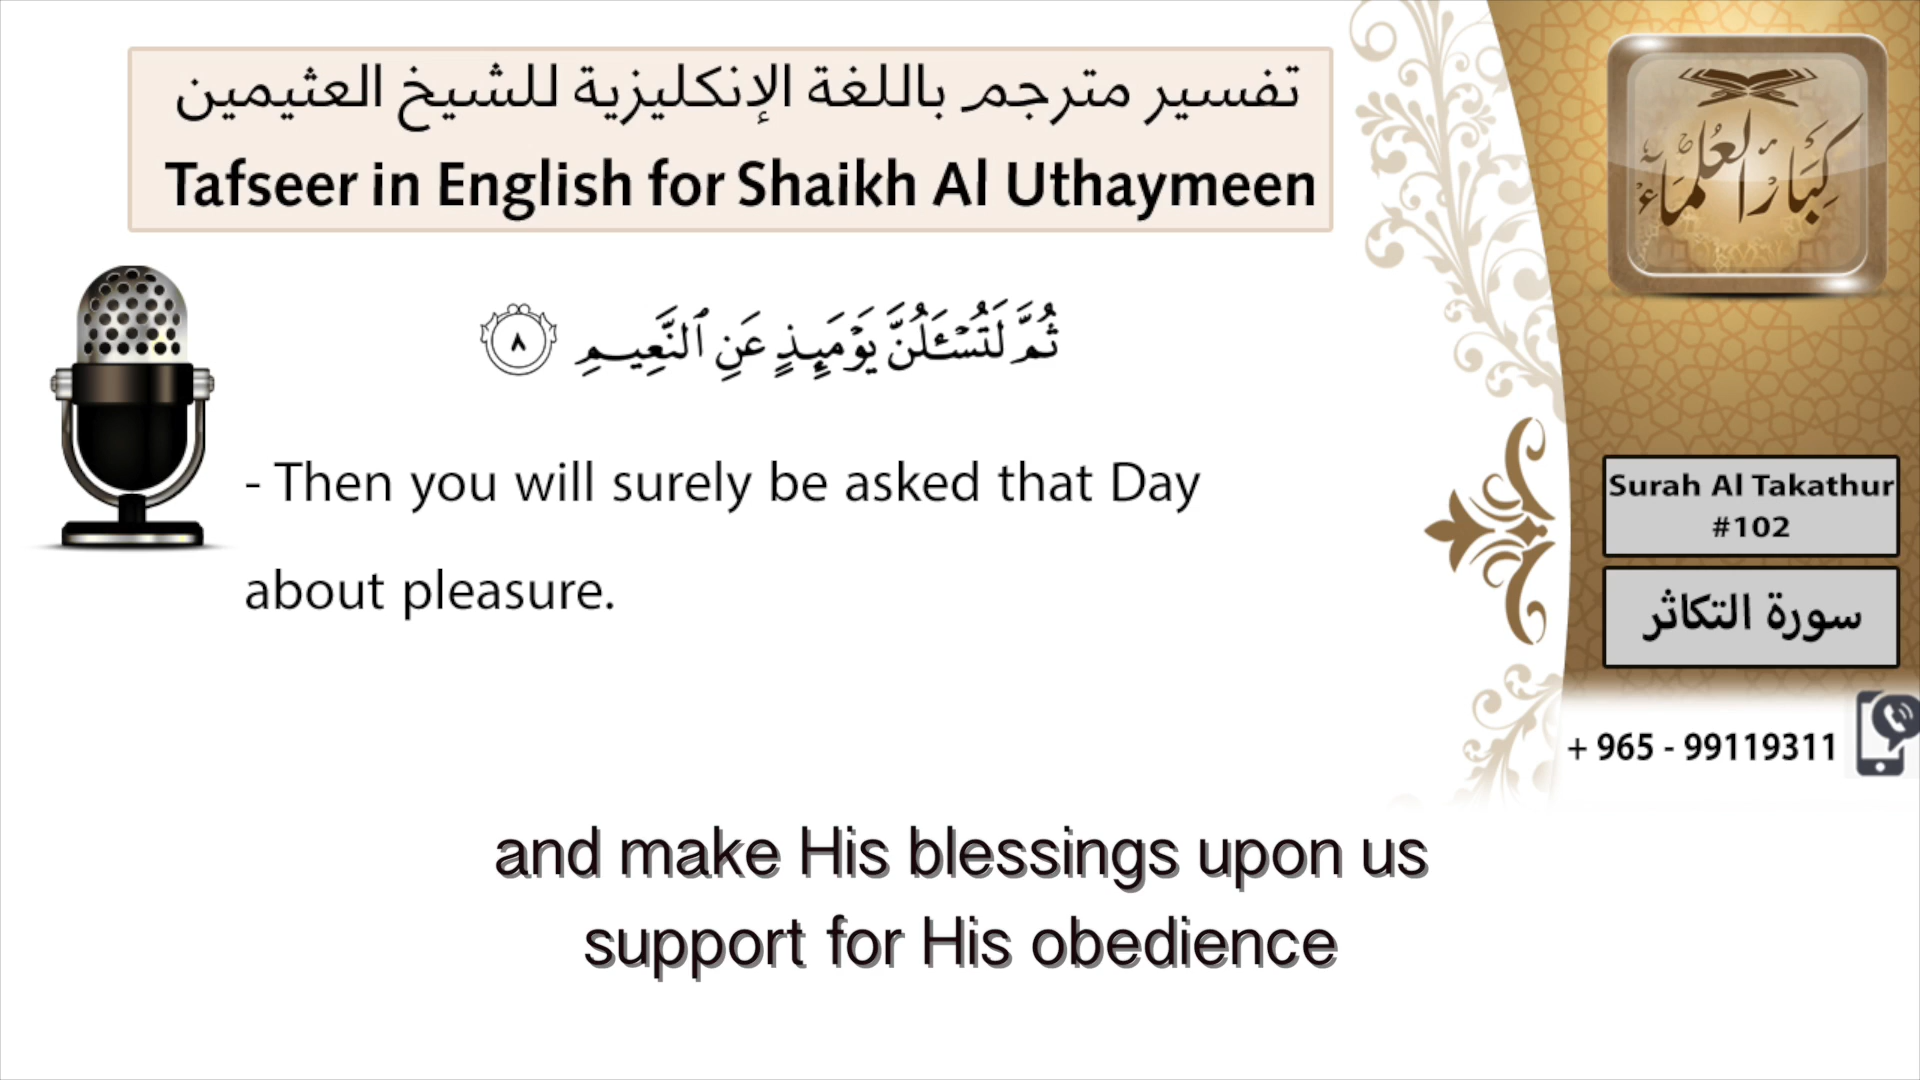 تفسير مترجم باللغة الإنكليزية للشيخ العثيمين
Tafseer in English for Shaikh Al Uthaymeen
كِبَارُ الْعُلَمَاءِ
ثُمَّ لَتُسْـَٔلُنَّ يَوْمَئِذٍ عَنِ ٱلنَّعِيمِ ٨
- Then you will surely be asked that Day
about pleasure.
Surah Al Takathur
#102
سورة التكاثر
+ 965 - 99119311
and make His blessings upon us
support for His obedience